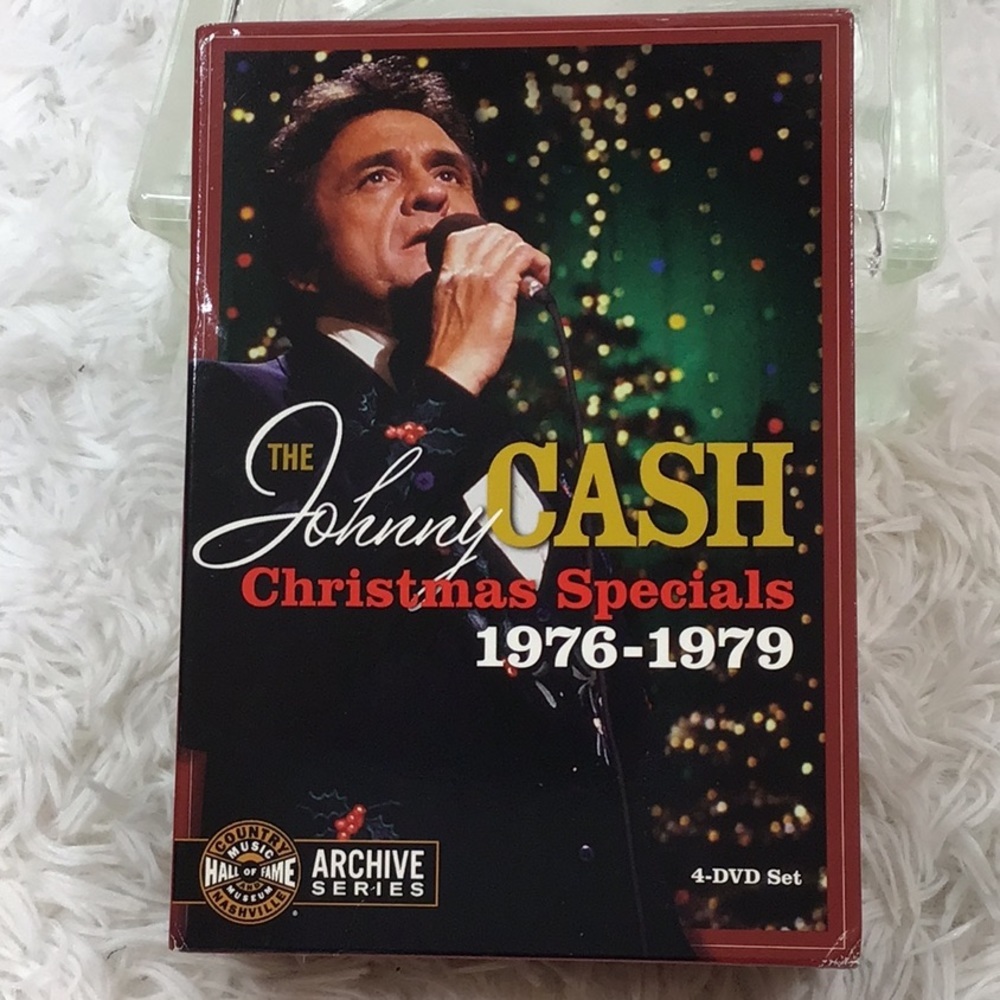 THE
Johnny CASH
Christmas Specials
1976-1979
COUNTRY
MUSIC
HALL OF FAME
AND
MUSEUM
NASHVILLE
ARCHIVE
SERIES
4-DVD Set